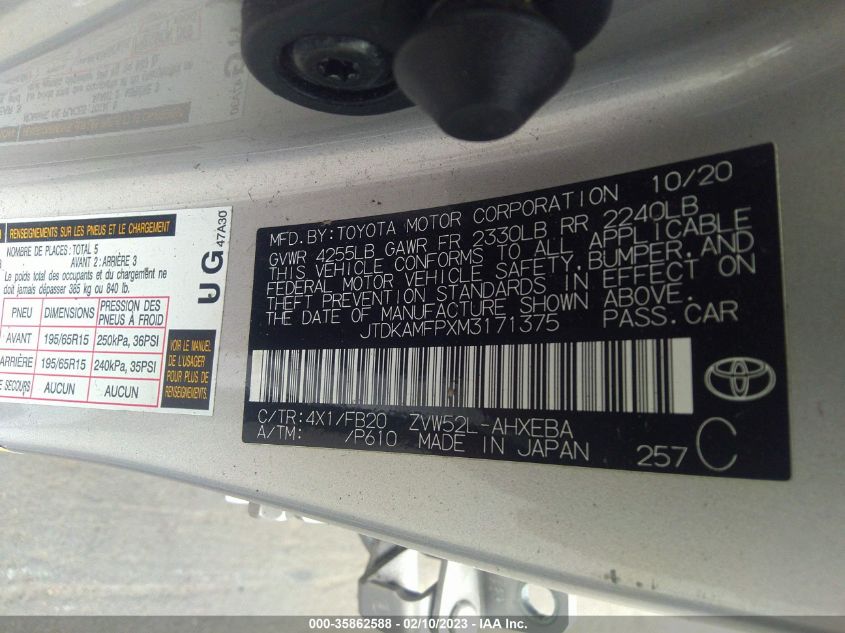 RENSEIGNEMENTS SUR LES PNEUS ET LE CHARGEMENT
NOMBRE DE PLACES: TOTAL 5
AVANT 2: ARRIÈRE 3
Le poids total des occupants et du chargement ne
doit jamais dépasser 385 kg ou 840 lb.
PNEU DIMENSIONS PRESSION DES PNEUS À FROID
AVANT 195/65R15 250kPa, 36PSI
ARRIÈRE 195/65R15 240kPa, 35PSI
DE SECOURS AUCUN AUCUN
VOIR LE MANUEL
DE L'USAGER
POUR PLUS DE
RENSEIGNEMENTS
UG
47A30
MFD. BY: TOYOTA MOTOR CORPORATION 10/20
GVWR 4255LB GAWR FR 2330LB RR 2240LB
THIS VEHICLE CONFORMS TO ALL APPLICABLE
FEDERAL MOTOR VEHICLE SAFETY, BUMPER, AND
THEFT PREVENTION STANDARDS IN EFFECT ON
THE DATE OF MANUFACTURE SHOWN ABOVE.
JTDKAMFPXM3171375 PASS. CAR
C/TR: 4X1/FB20 ZVW52L-AHXEBA
A/TM: /P610 MADE IN JAPAN
257 C
000-35862588 - 02/10/2023 - 1200170